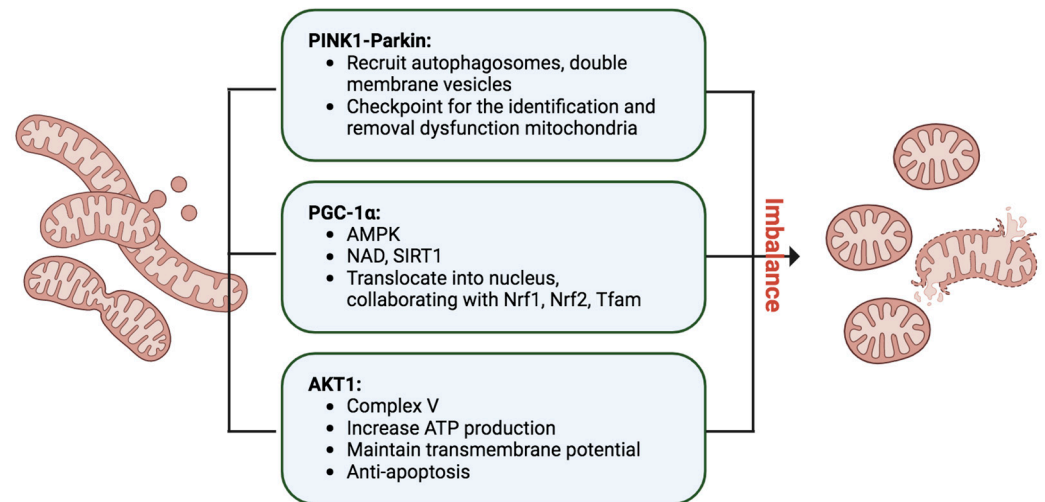 PINK1-Parkin:
• Recruit autophagosomes, double
membrane vesicles
• Checkpoint for the identification and
removal dysfunction mitochondria
PGC-1α:
• AMPK
• NAD, SIRT1
• Translocate into nucleus,
collaborating with Nrf1, Nrf2, Tfam
AKT1:
• Complex V
• Increase ATP production
• Maintain transmembrane potential
• Anti-apoptosis
Imbalance